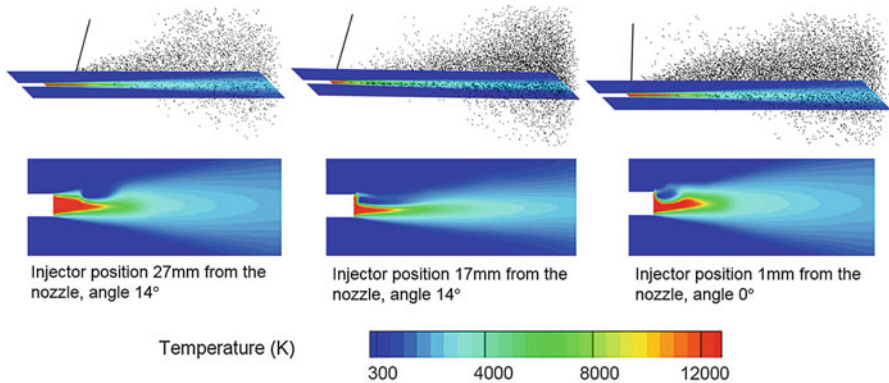 Injector position 27mm from the
nozzle, angle 14°
Injector position 17mm from the
nozzle, angle 14°
Injector position 1mm from the
nozzle, angle 0°
Temperature (K)
300 4000 8000 12000